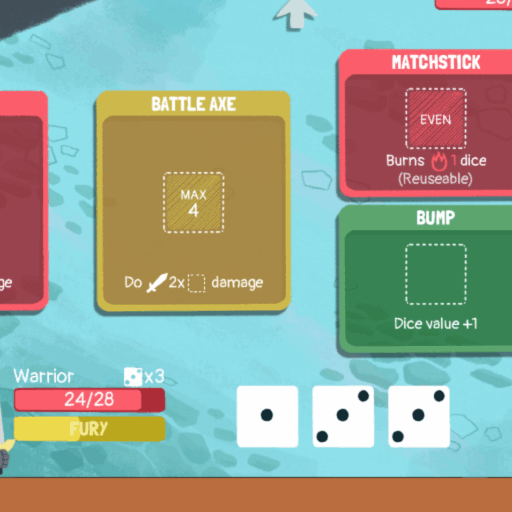 MATCHSTICK
EVEN
Burns 1 dice
(Reuseable)
BATTLE AXE
MAX
4
Do 2x damage
BUMP
Dice value +1
Warrior x3
24/28
FURY